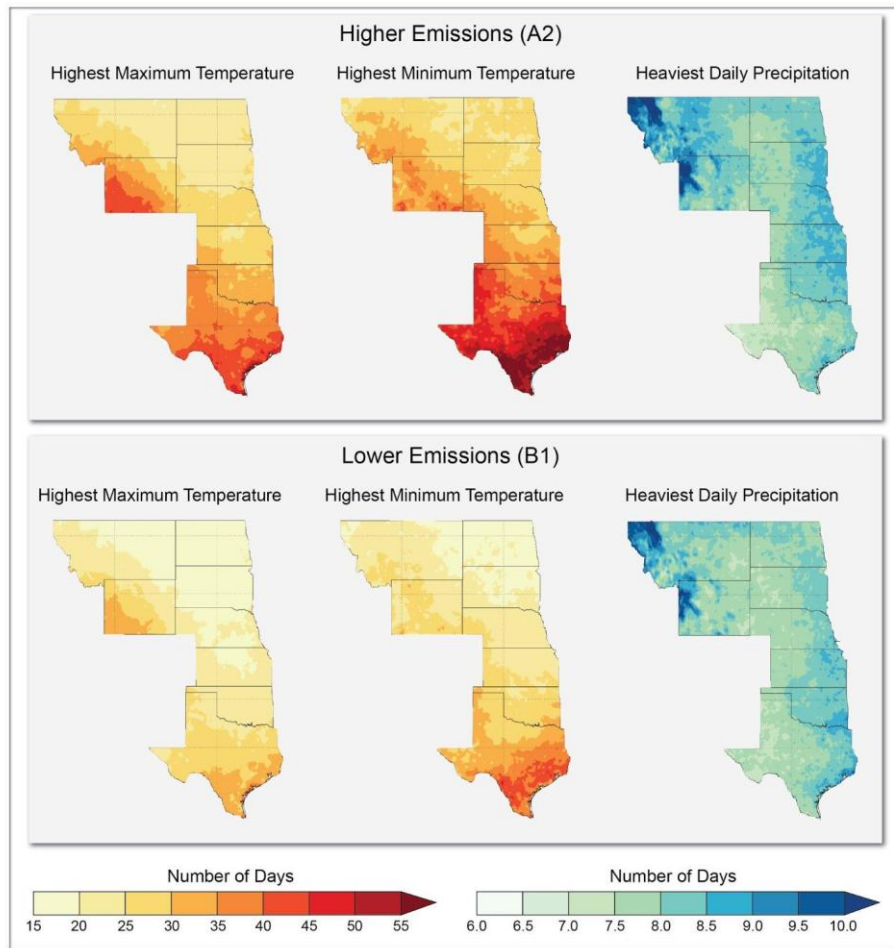 Higher Emissions (A2)
Highest Maximum Temperature Highest Minimum Temperature Heaviest Daily Precipitation
Lower Emissions (B1)
Highest Maximum Temperature Highest Minimum Temperature Heaviest Daily Precipitation
Number of Days Number of Days
15 20 25 30 35 40 45 50 55 6.0 6.5 7.0 7.5 8.0 8.5 9.0 9.5 10.0